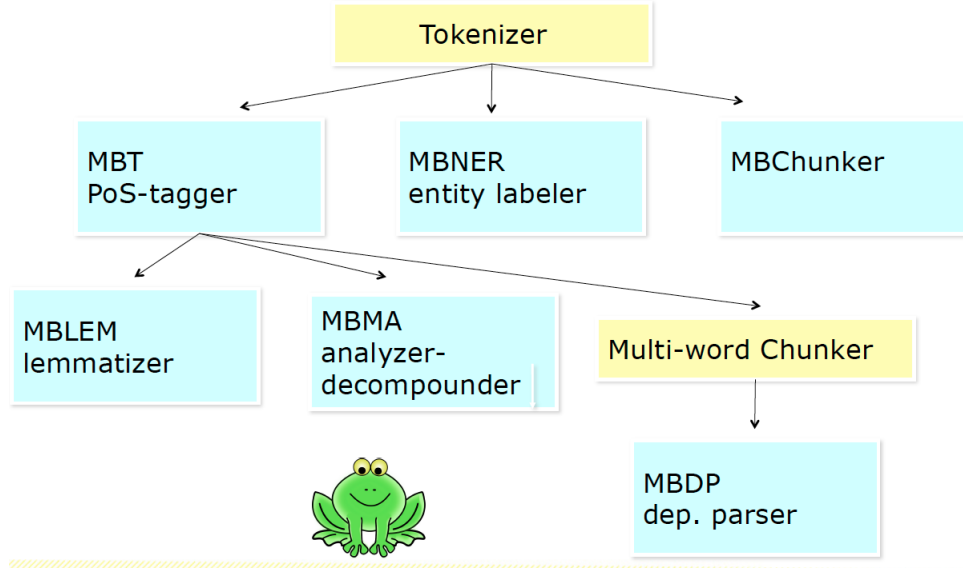 Tokenizer
MBT
PoS-tagger
MBNER
entity labeler
MBChunker
MBLEM
lemmatizer
MBMA
analyzer-
decompounder
Multi-word Chunker
MBDP
dep. parser